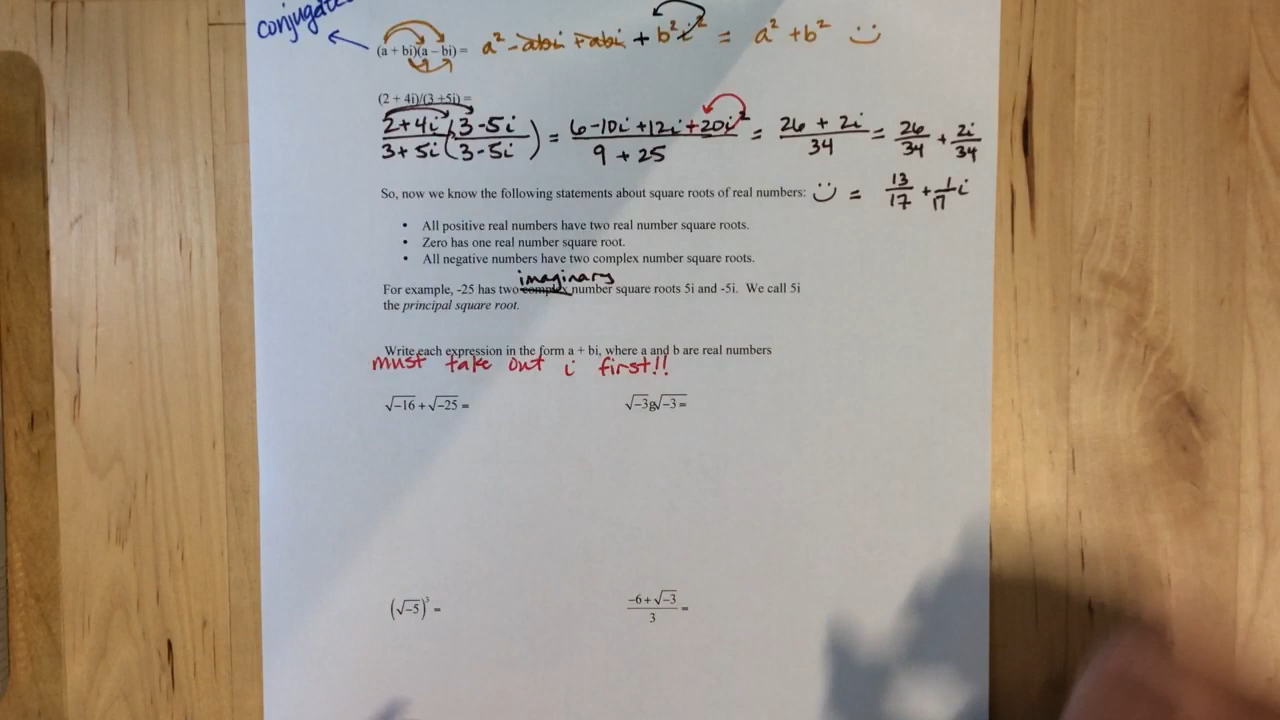 conjugate
(a + bi)(a – bi) = a² - abi + abi + b²i² = a² + b²
(2 + 4i)/(3 +5i) =
2+4i/3+5i (3-5i/3-5i) = 6-10i+12i+20i²/9+25 = 26+2i/34 = 26/34 + 2i/34
So, now we know the following statements about square roots of real numbers: = 13/17 + 1/17 i
• All positive real numbers have two real number square roots.
• Zero has one real number square root.
• All negative numbers have two complex number square roots.
imaginary
For example, -25 has two complex number square roots 5i and -5i. We call 5i
the principal square root.
Write each expression in the form a + bi, where a and b are real numbers
must take out i first!!
√−16 + √−25 = √−3g√−3 =
(√−5)³ = −6 + √−3/3 =